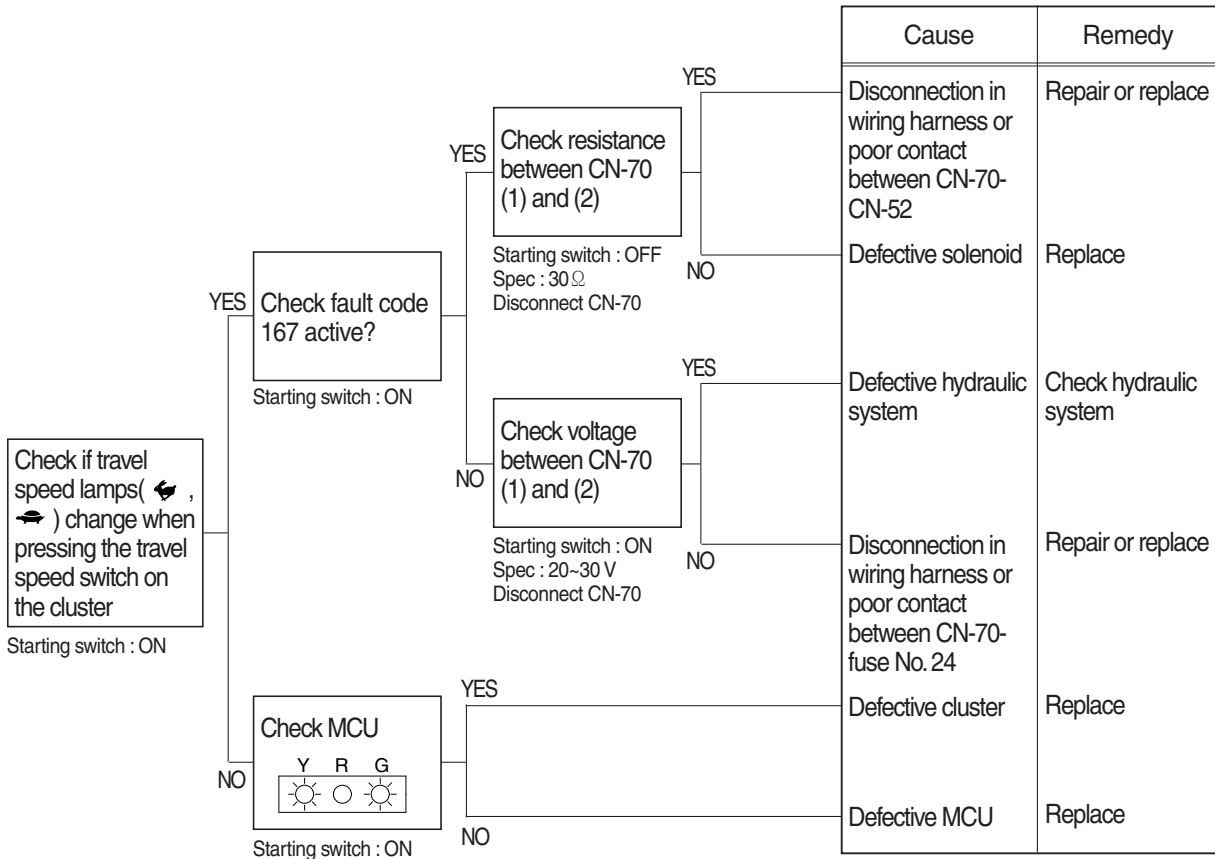 Check if travel
speed lamps( ,
) change when
pressing the travel
speed switch on
the cluster
Starting switch : ON
YES
Check fault code
167 active?
Starting switch : ON
YES
Check resistance
between CN-70
(1) and (2)
Starting switch : OFF
Spec : 30Ω
Disconnect CN-70
YES
NO
NO
Check voltage
between CN-70
(1) and (2)
Starting switch : ON
Spec : 20~30 V
Disconnect CN-70
YES
NO
NO
Check MCU
Y R G
Starting switch : ON
YES
NO
Cause Remedy
Disconnection in Repair or replace
wiring harness or
poor contact
between CN-70-
CN-52
Defective solenoid Replace
Defective hydraulic Check hydraulic
system system
Disconnection in Repair or replace
wiring harness or
poor contact
between CN-70-
fuse No. 24
Defective cluster Replace
Defective MCU Replace